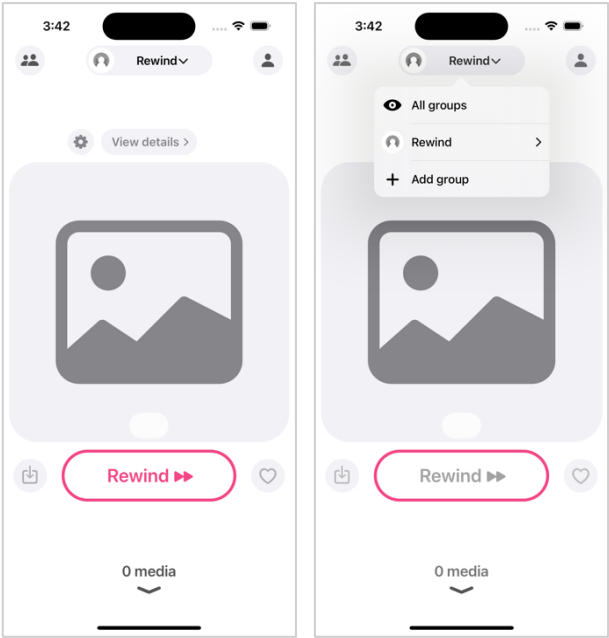 3:42
Rewind
View details
Rewind
0 media
3:42
Rewind
All groups
Rewind
Add group
Rewind
0 media